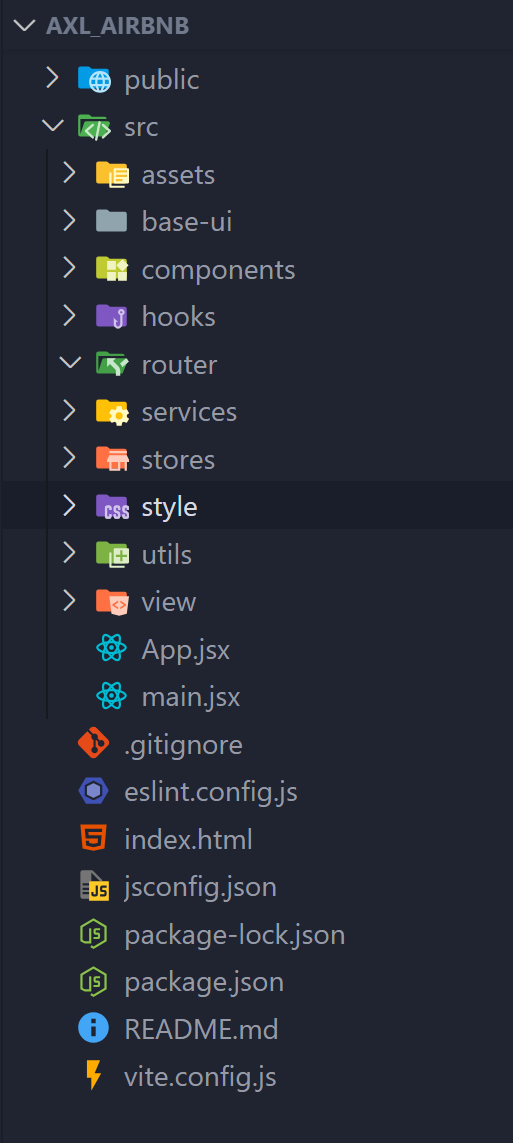 AXL_AIRBNB
public
src
assets
base-ui
components
hooks
router
services
stores
style
utils
view
App.jsx
main.jsx
.gitignore
eslint.config.js
index.html
jsconfig.json
package-lock.json
package.json
README.md
vite.config.js